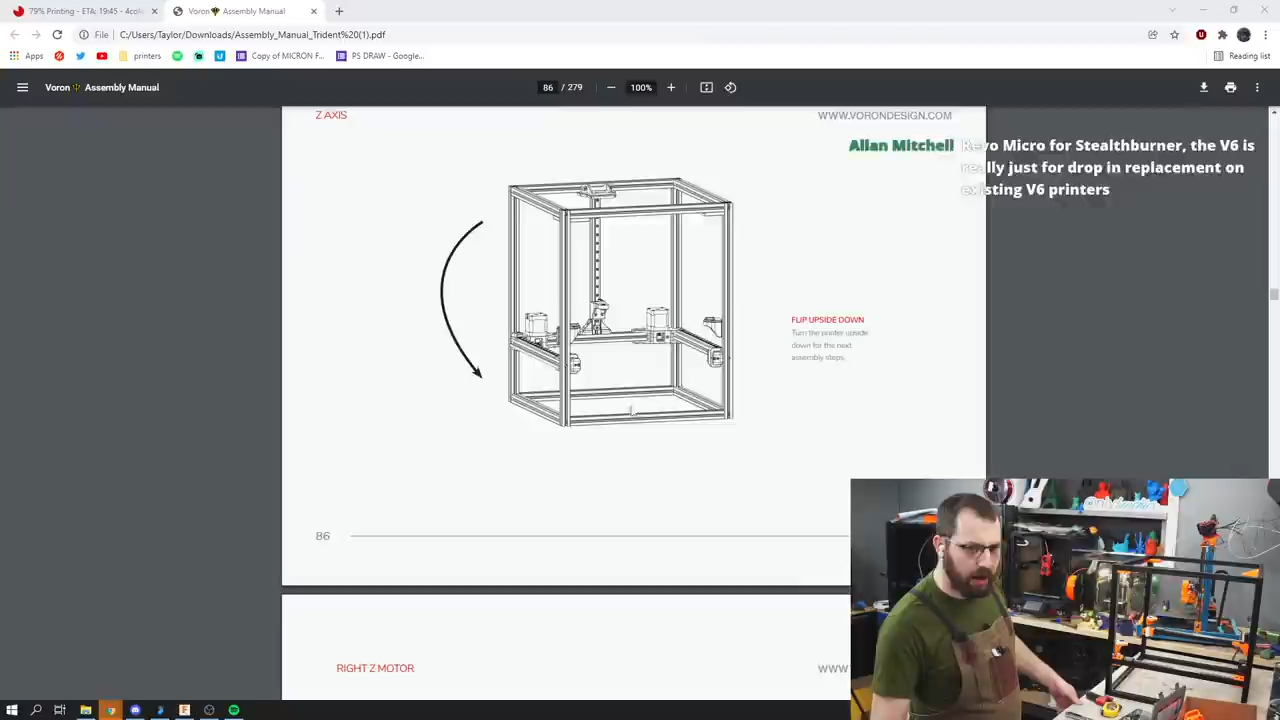 79% Printing - ETA: 19:45 - 4col
Voron Assembly Manual
File
C:/Users/Taylor/Downloads/Assembly_Manual_Trident%20(1).pdf
Apps
printers
Copy of MICRON F...
PS DRAW - Google...
Reading list
Voron Assembly Manual
86 / 279
100%
Z AXIS
WWW.VORONDESIGN.COM
Allan Mitchell Revo Micro for Stealthburner, the V6 is
really just for drop in replacement on
existing V6 printers
FLIP UPSIDE DOWN
Turn the printer upside
down for the next
assembly steps.
86
RIGHT Z MOTOR
WWW